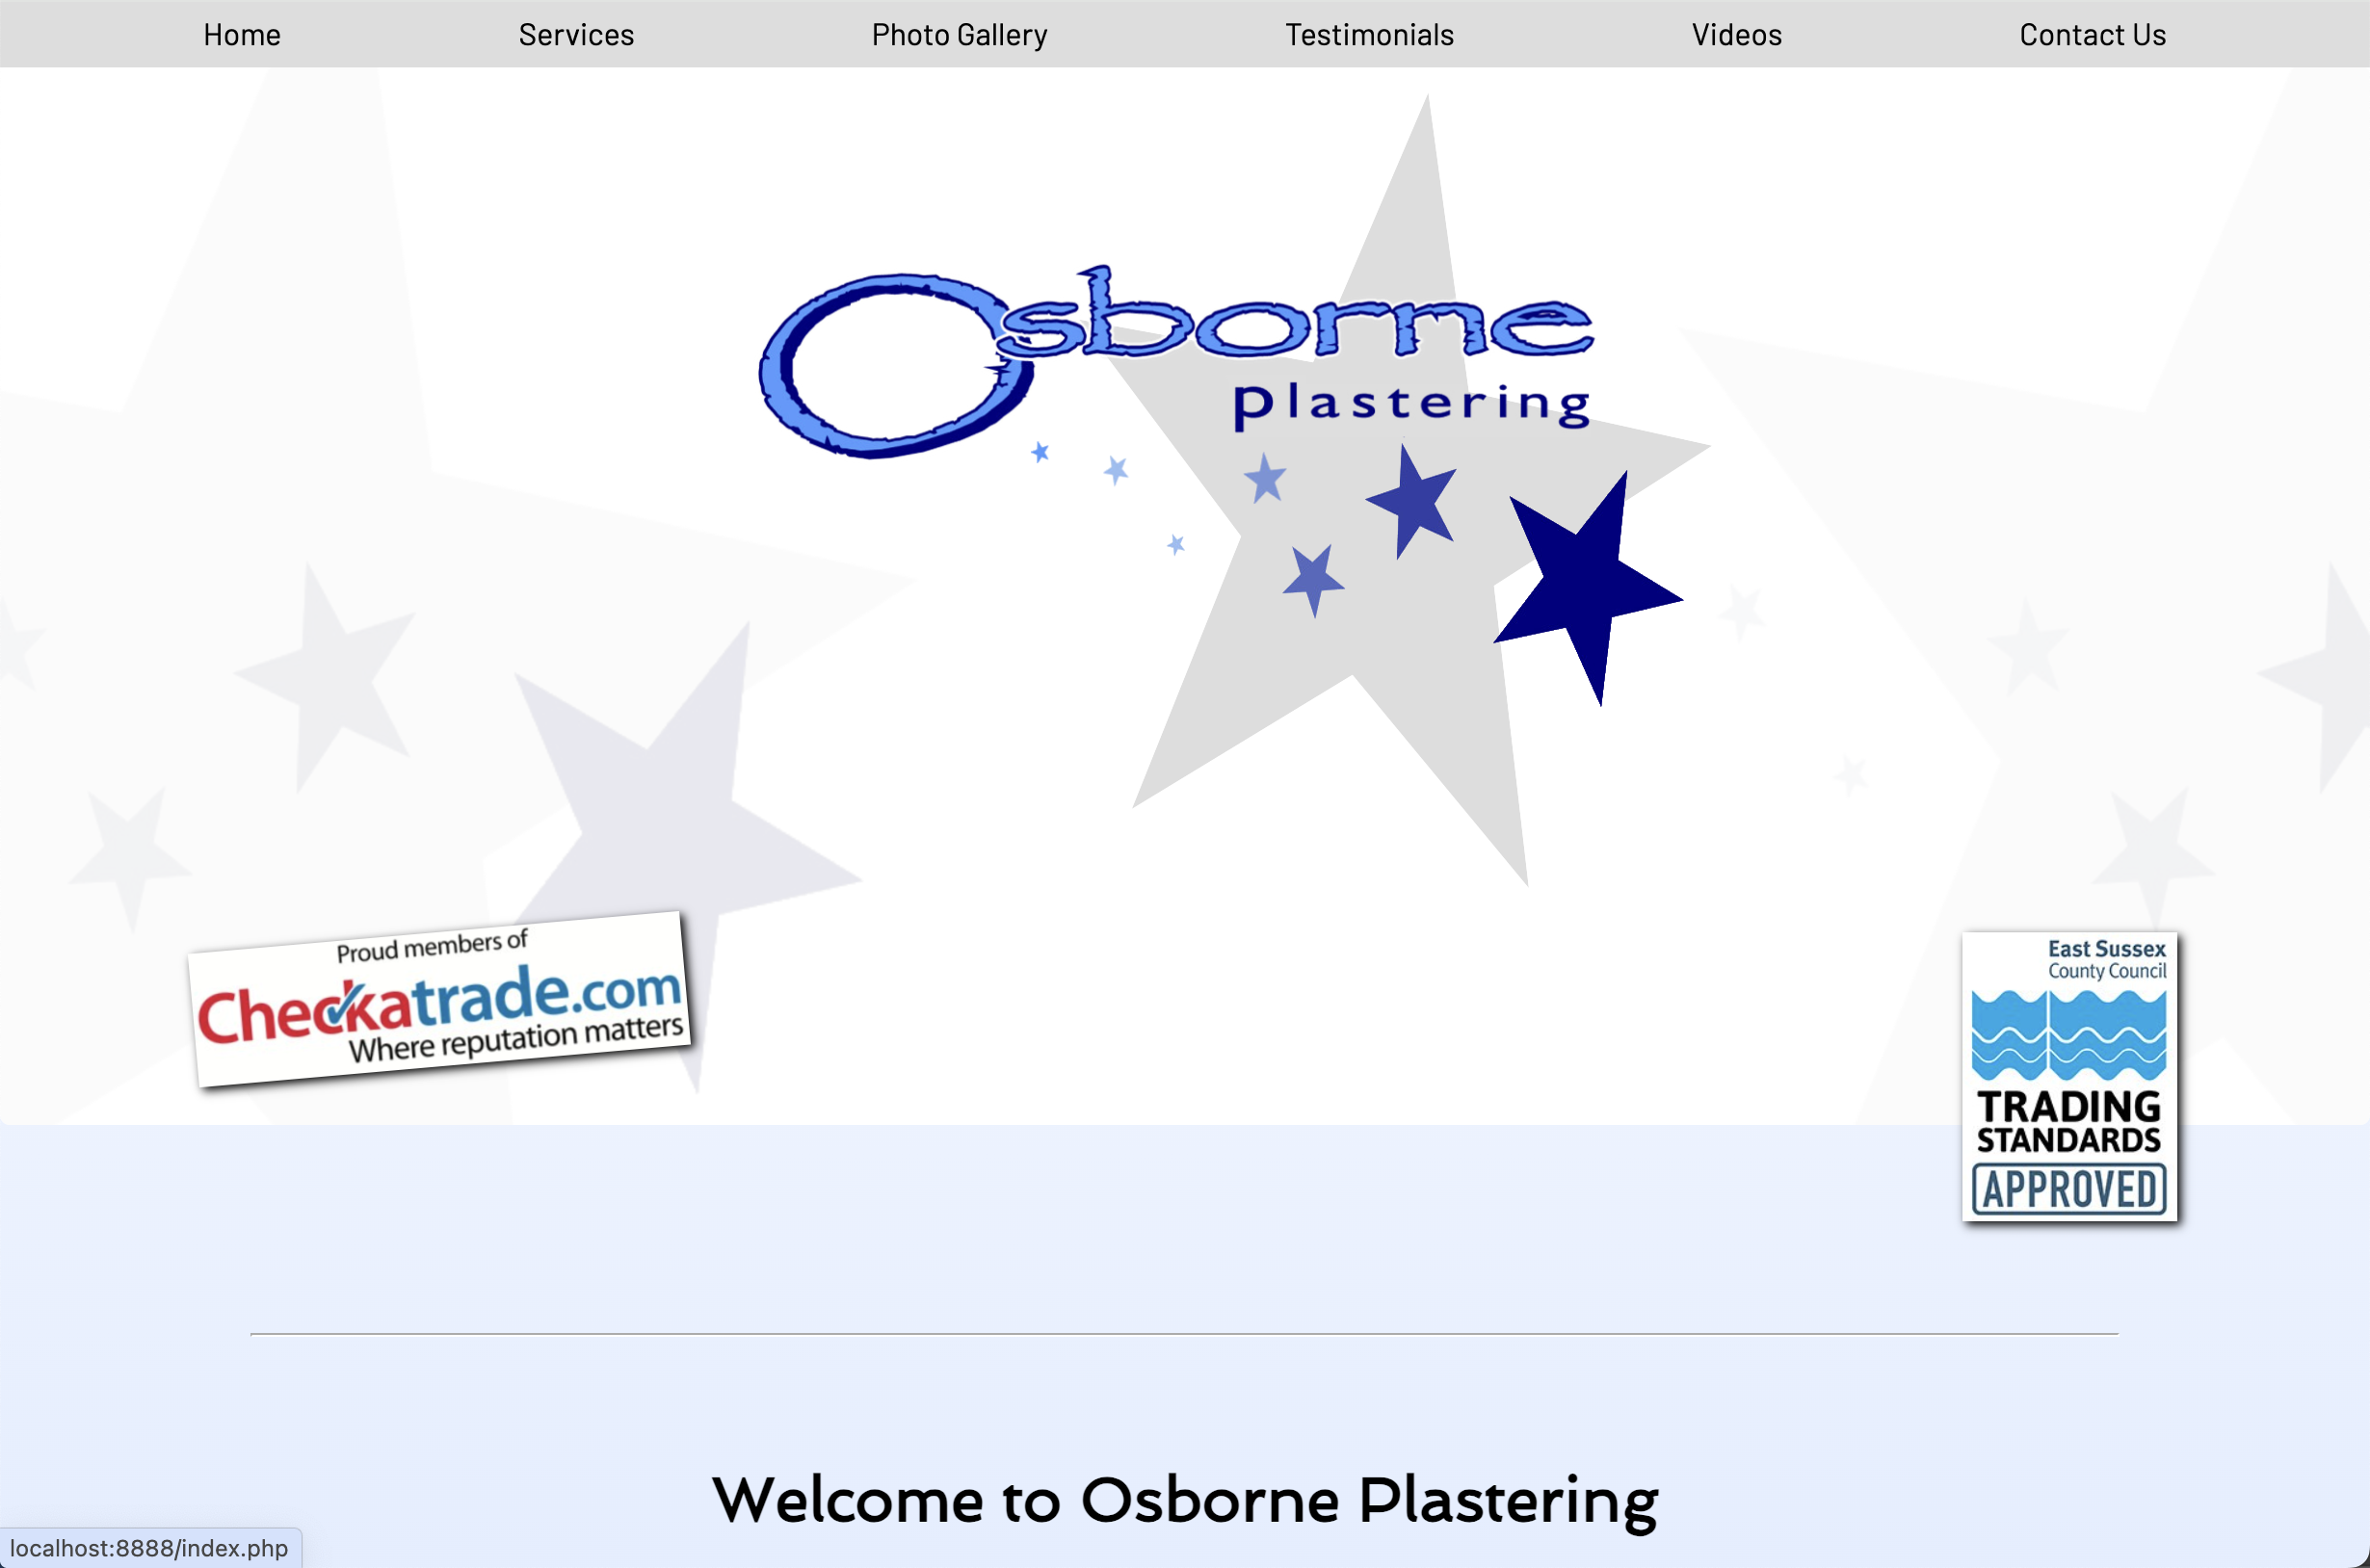 Home Services Photo Gallery Testimonials Videos Contact Us
Osborne
plastering
Proud members of
Checkatrade.com
Where reputation matters
East Sussex
County Council
TRADING
STANDARDS
APPROVED
Welcome to Osborne Plastering
localhost:8888/index.php